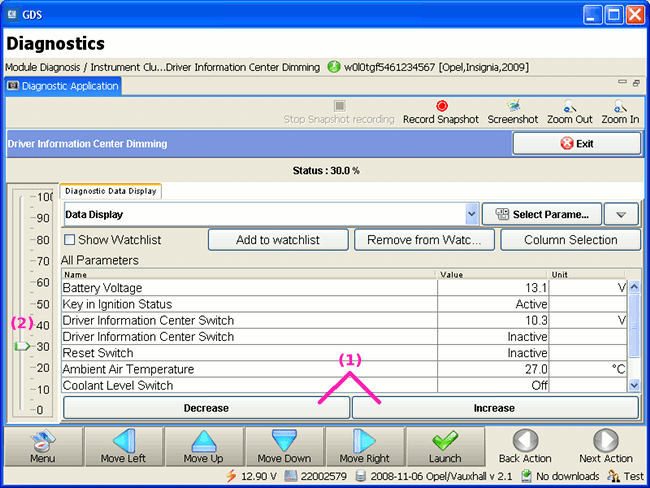 GDS
Diagnostics
Module Diagnosis / Instrument Clu...Driver Information Center Dimming w0l0tgf5461234567 [Opel,Insignia,2009]
Diagnostic Application
Stop Snapshot recording Record Snapshot Screenshot Zoom Out Zoom In
Driver Information Center Dimming Exit
Status : 30.0 %
Diagnostic Data Display
Data Display Select Parame...
Show Watchlist Add to watchlist Remove from Watc... Column Selection
All Parameters
Name Value Unit
Battery Voltage 13.1 V
Key in Ignition Status Active
Driver Information Center Switch 10.3 V
Driver Information Center Switch Inactive
Reset Switch Inactive
Ambient Air Temperature 27.0 °C
Coolant Level Switch Off
100
90
80
70
60
50
40
30
20
10
0
(2)
(1)
Decrease Increase
Menu Move Left Move Up Move Down Move Right Launch Back Action Next Action
12.90 V 22002579 2008-11-06 Opel/Vauxhall v 2.1 No downloads Test